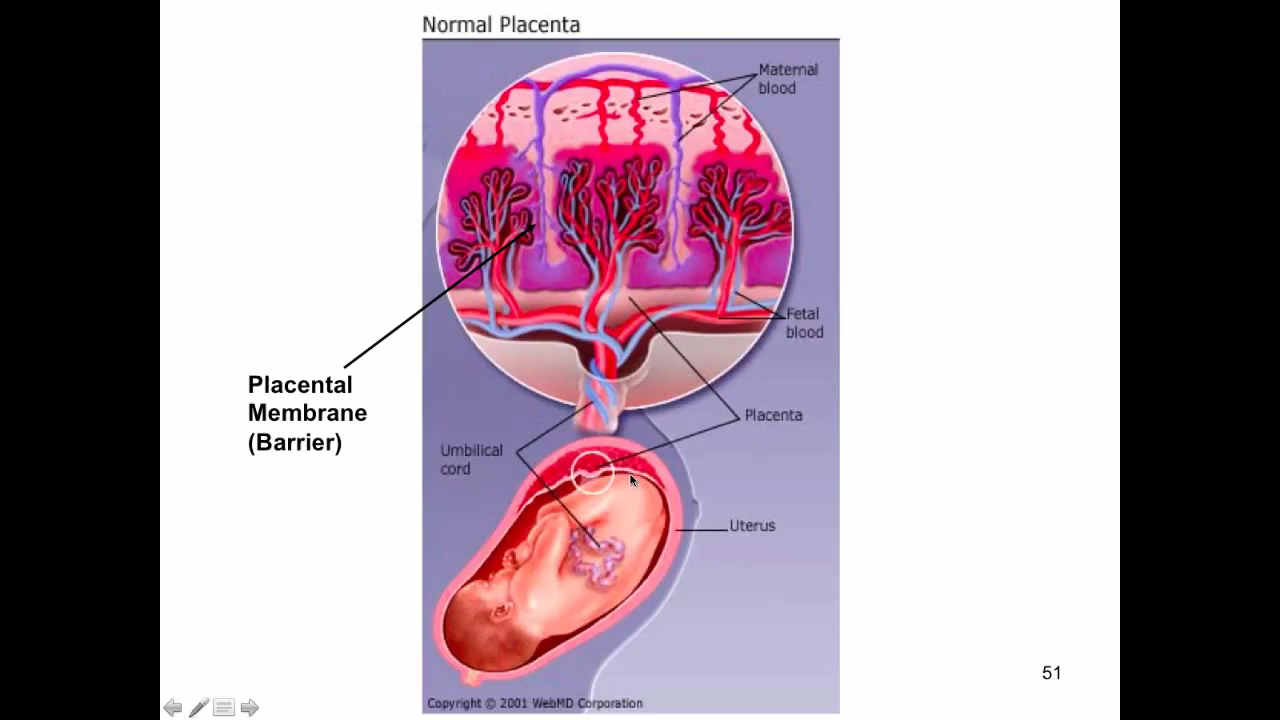 Normal Placenta
Maternal
blood
Fetal
blood
Placental
Membrane
(Barrier)
Placenta
Umbilical
cord
Uterus
51
Copyright © 2001 WebMD Corporation